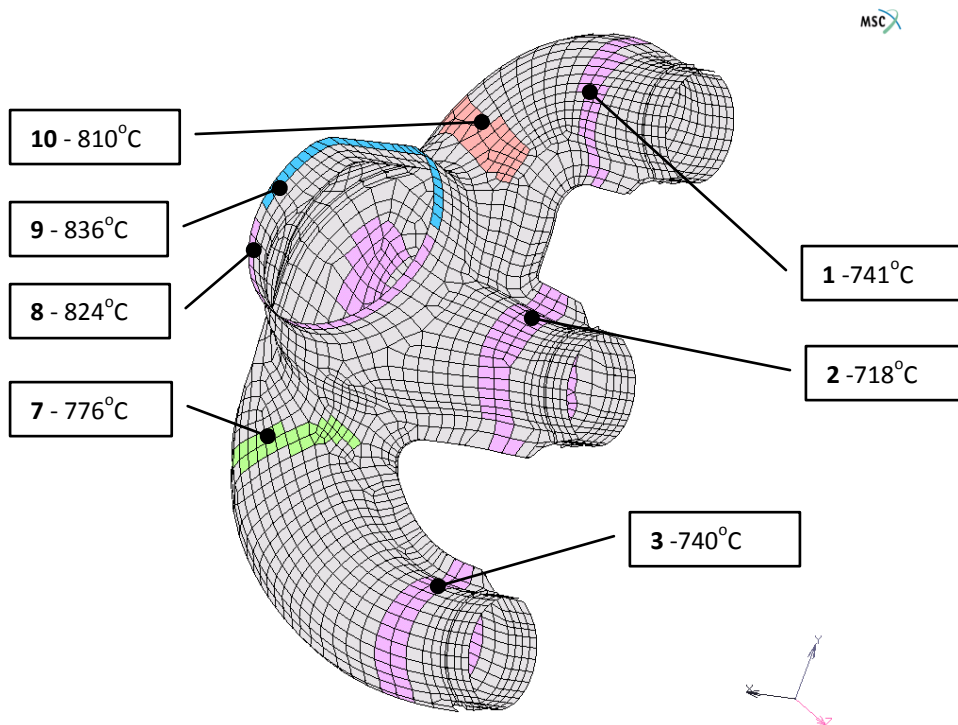 MSC
10 - 810°C
9 - 836°C
1 -741°C
8 - 824°C
2 -718°C
7 - 776°C
3 -740°C
Y
X
Z